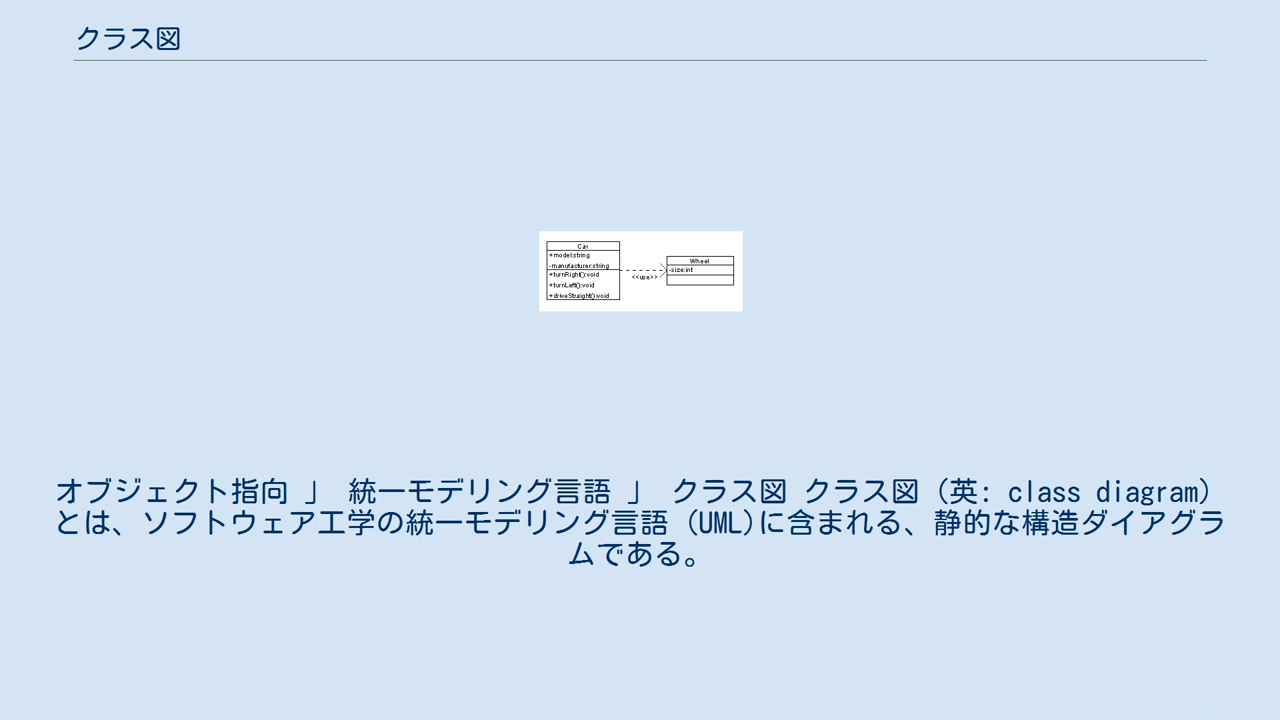 クラス図
Car
+model:string
-manufacturer:string
+turnRight():void
+turnLeft():void
+driveStraight():void
<<use>>
Wheel
-size:int
オブジェクト指向 」 統一モデリング言語 」 クラス図 クラス図（英: class diagram）
とは、ソフトウェア工学の統一モデリング言語 (UML)に含まれる、静的な構造ダイアグラ
ムである。